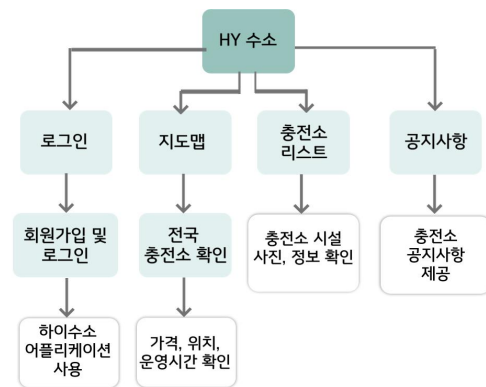 HY 수소
로그인
지도맵
충전소
리스트
공지사항
회원가입 및
로그인
전국
충전소 확인
충전소 시설
사진, 정보 확인
충전소
공지사항
제공
하이수소
어플리케이션
사용
가격, 위치,
운영시간 확인